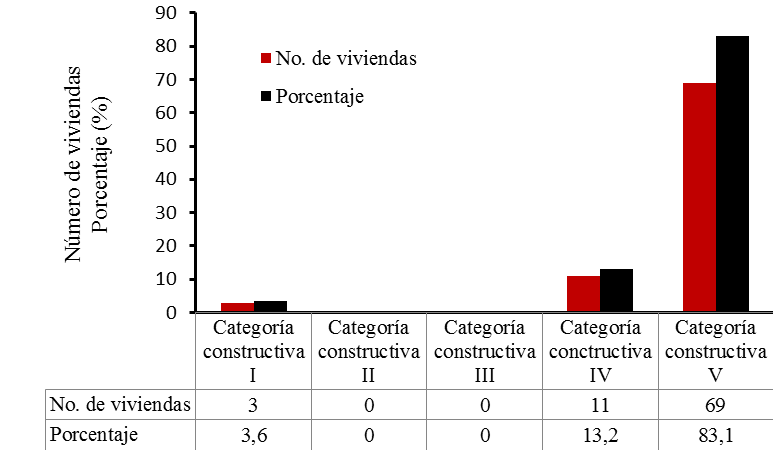 90
80
70
60
50
40
30
20
10
0
Número de viviendas
Porcentaje (%)
No. de viviendas
Porcentaje
Categoría
constructiva
I
Categoría
constructiva
II
Categoría
constructiva
III
Categoría
conctructiva
IV
Categoría
constructiva
V
No. de viviendas 3 0 0 11 69
Porcentaje 3,6 0 0 13,2 83,1